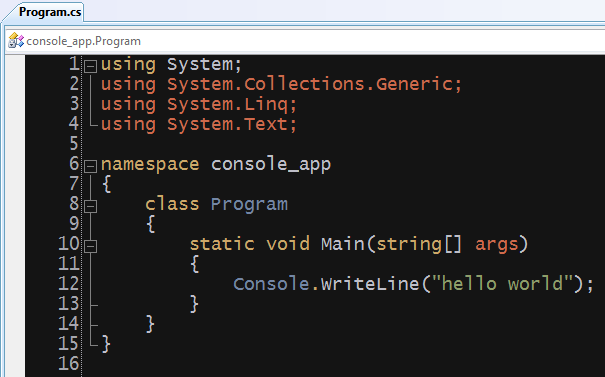 Program.cs
console_app.Program
1 using System;
2 using System.Collections.Generic;
3 using System.Linq;
4 using System.Text;
5
6 namespace console_app
7 {
8     class Program
9     {
10         static void Main(string[] args)
11         {
12             Console.WriteLine("hello world");
13         }
14     }
15 }
16